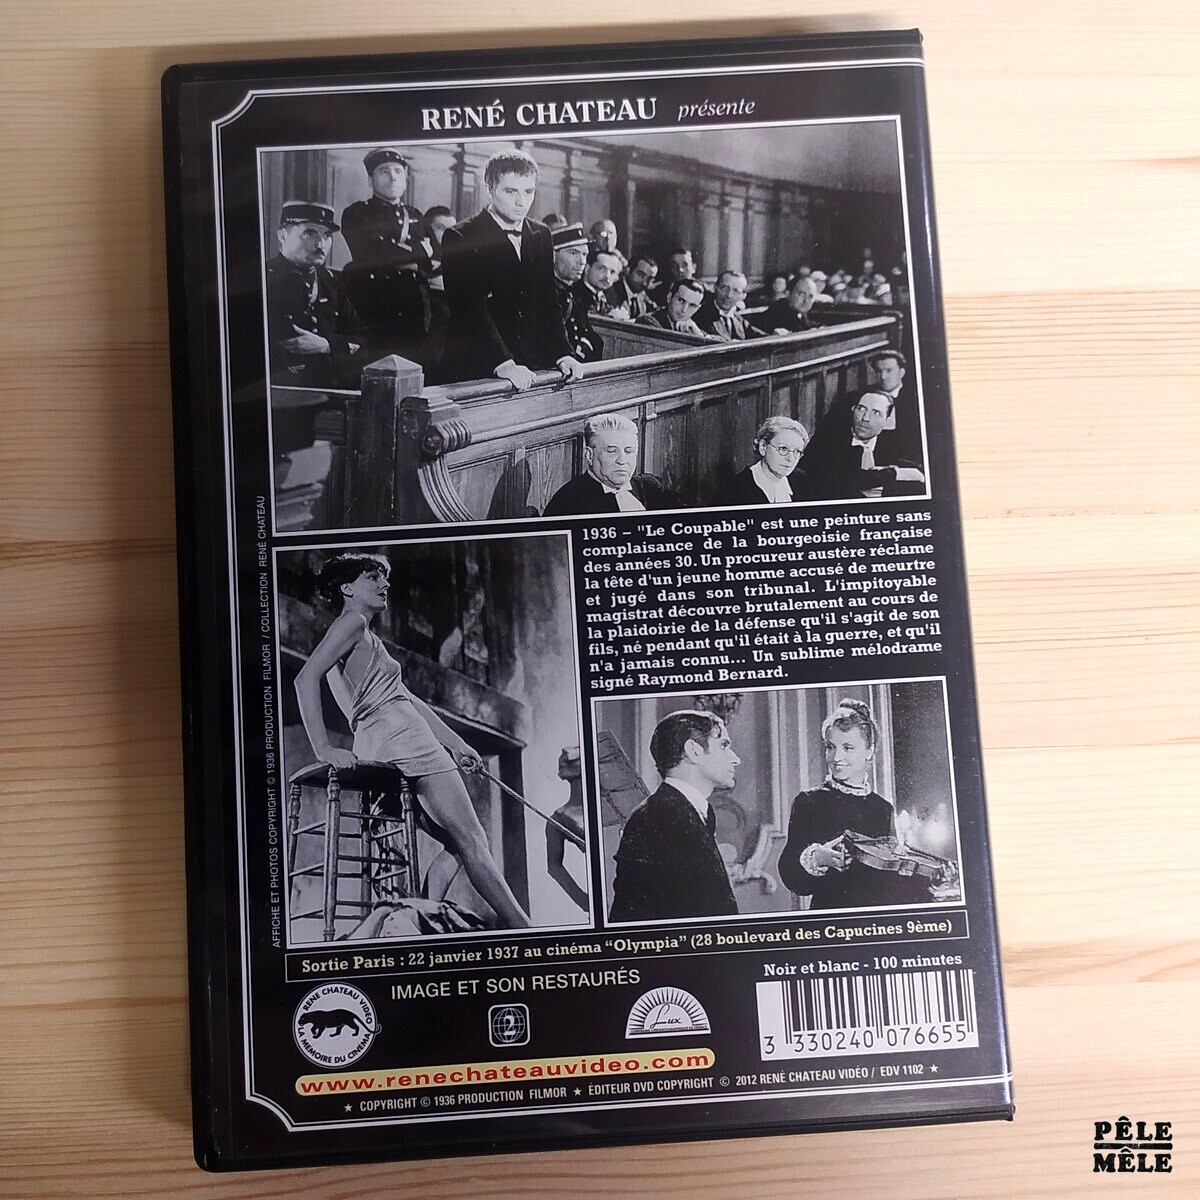 RENÉ CHATEAU présente
AFFICHE ET PHOTOS COPYRIGHT © 1936 PRODUCTION FILMOR / COLLECTION RENÉ CHATEAU
1936 – "Le Coupable" est une peinture sans
complaisance de la bourgeoisie française
des années 30. Un procureur austère réclame
la tête d'un jeune homme accusé de meurtre
et jugé dans son tribunal. L'impitoyable
magistrat découvre brutalement au cours de
la plaidoirie de la défense qu'il s'agit de son
fils, né pendant qu'il était à la guerre, et qu'il
n'a jamais connu... Un sublime mélodrame
signé Raymond Bernard.
Sortie Paris : 22 janvier 1937 au cinéma "Olympia" (28 boulevard des Capucines 9ème)
IMAGE ET SON RESTAURÉS
Noir et blanc - 100 minutes
RENE CHATEAU VIDEO
LA MEMOIRE DU CINEMA
2
Lux
3 330240 076655
www.renechateauvideo.com
★ COPYRIGHT © 1936 PRODUCTION FILMOR ★ ÉDITEUR DVD COPYRIGHT © 2012 RENÉ CHATEAU VIDÉO / EDV 1102 ★
PÊLE
MÊLE